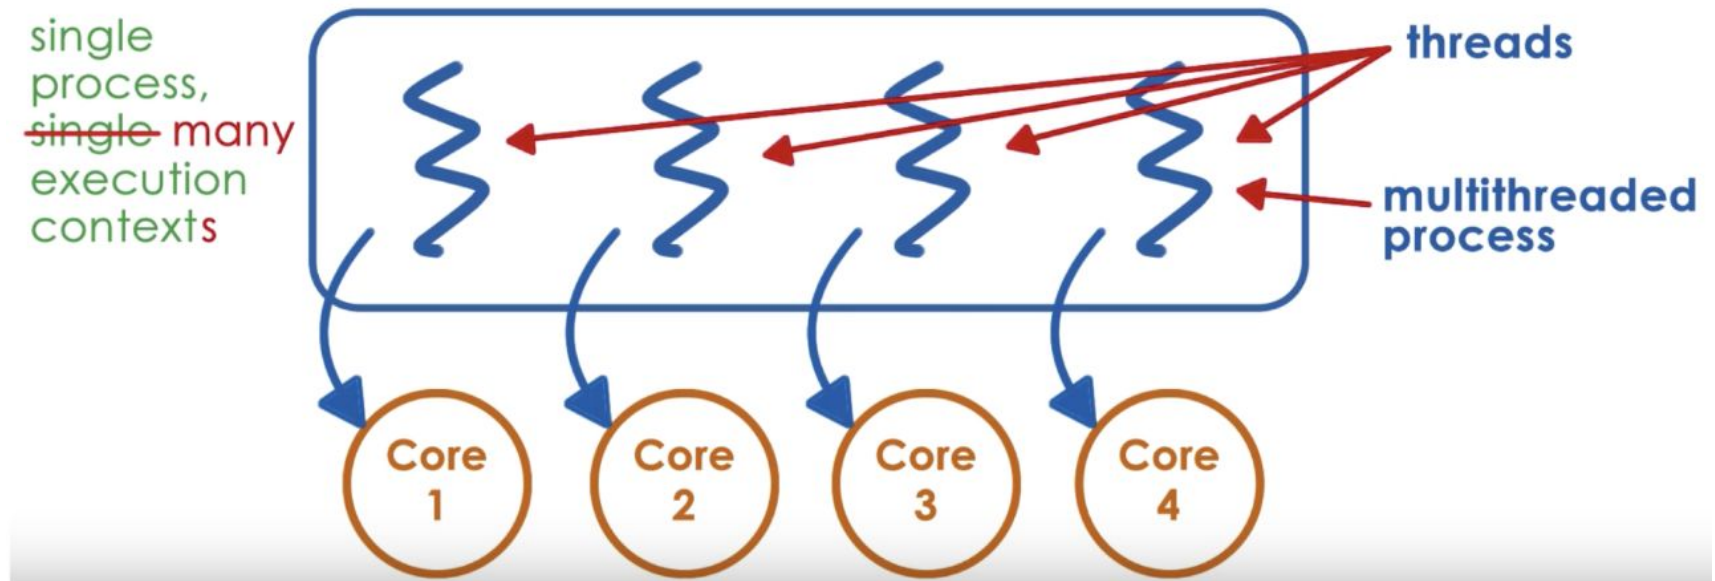 single
process,
single many
execution
contexts
threads
multithreaded
process
Core
1
Core
2
Core
3
Core
4